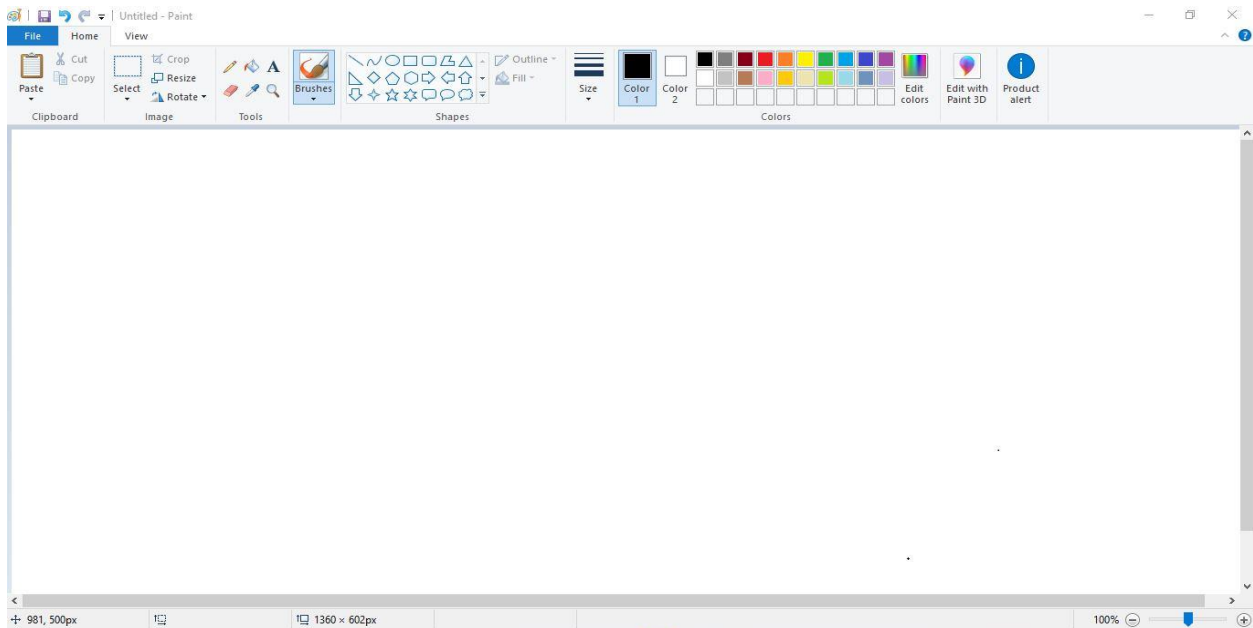 Untitled - Paint
File Home View
Paste
Cut
Copy
Clipboard
Select
Crop
Resize
Rotate
Image
A
Tools
Brushes
Outline
Fill
Shapes
Size
Color 1
Color 2
Edit colors
Colors
Edit with Paint 3D
Product alert
981, 500px
1360 × 602px
100%